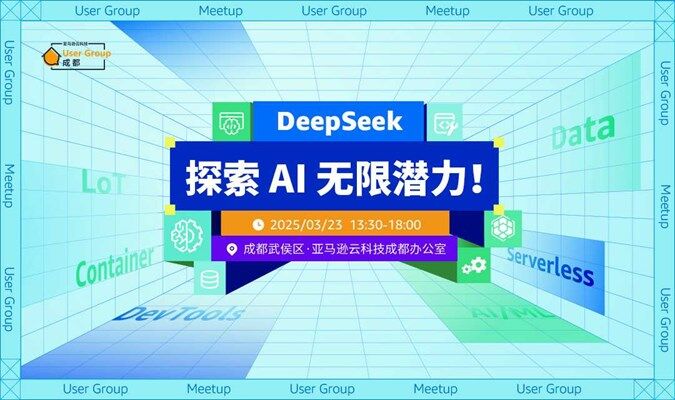 User Group Meetup User Group Meetup User Group
User Group
Meetup
User Group
User Group
Meetup
User Group
亚马逊云科技
User Group
成都
DeepSeek
探索 AI 无限潜力!
2025/03/23 13:30-18:00
成都武侯区·亚马逊云科技成都办公室
LoT
Container
DevTools
Data
Serverless
AI/ML
User Group Meetup User Group Meetup User Group